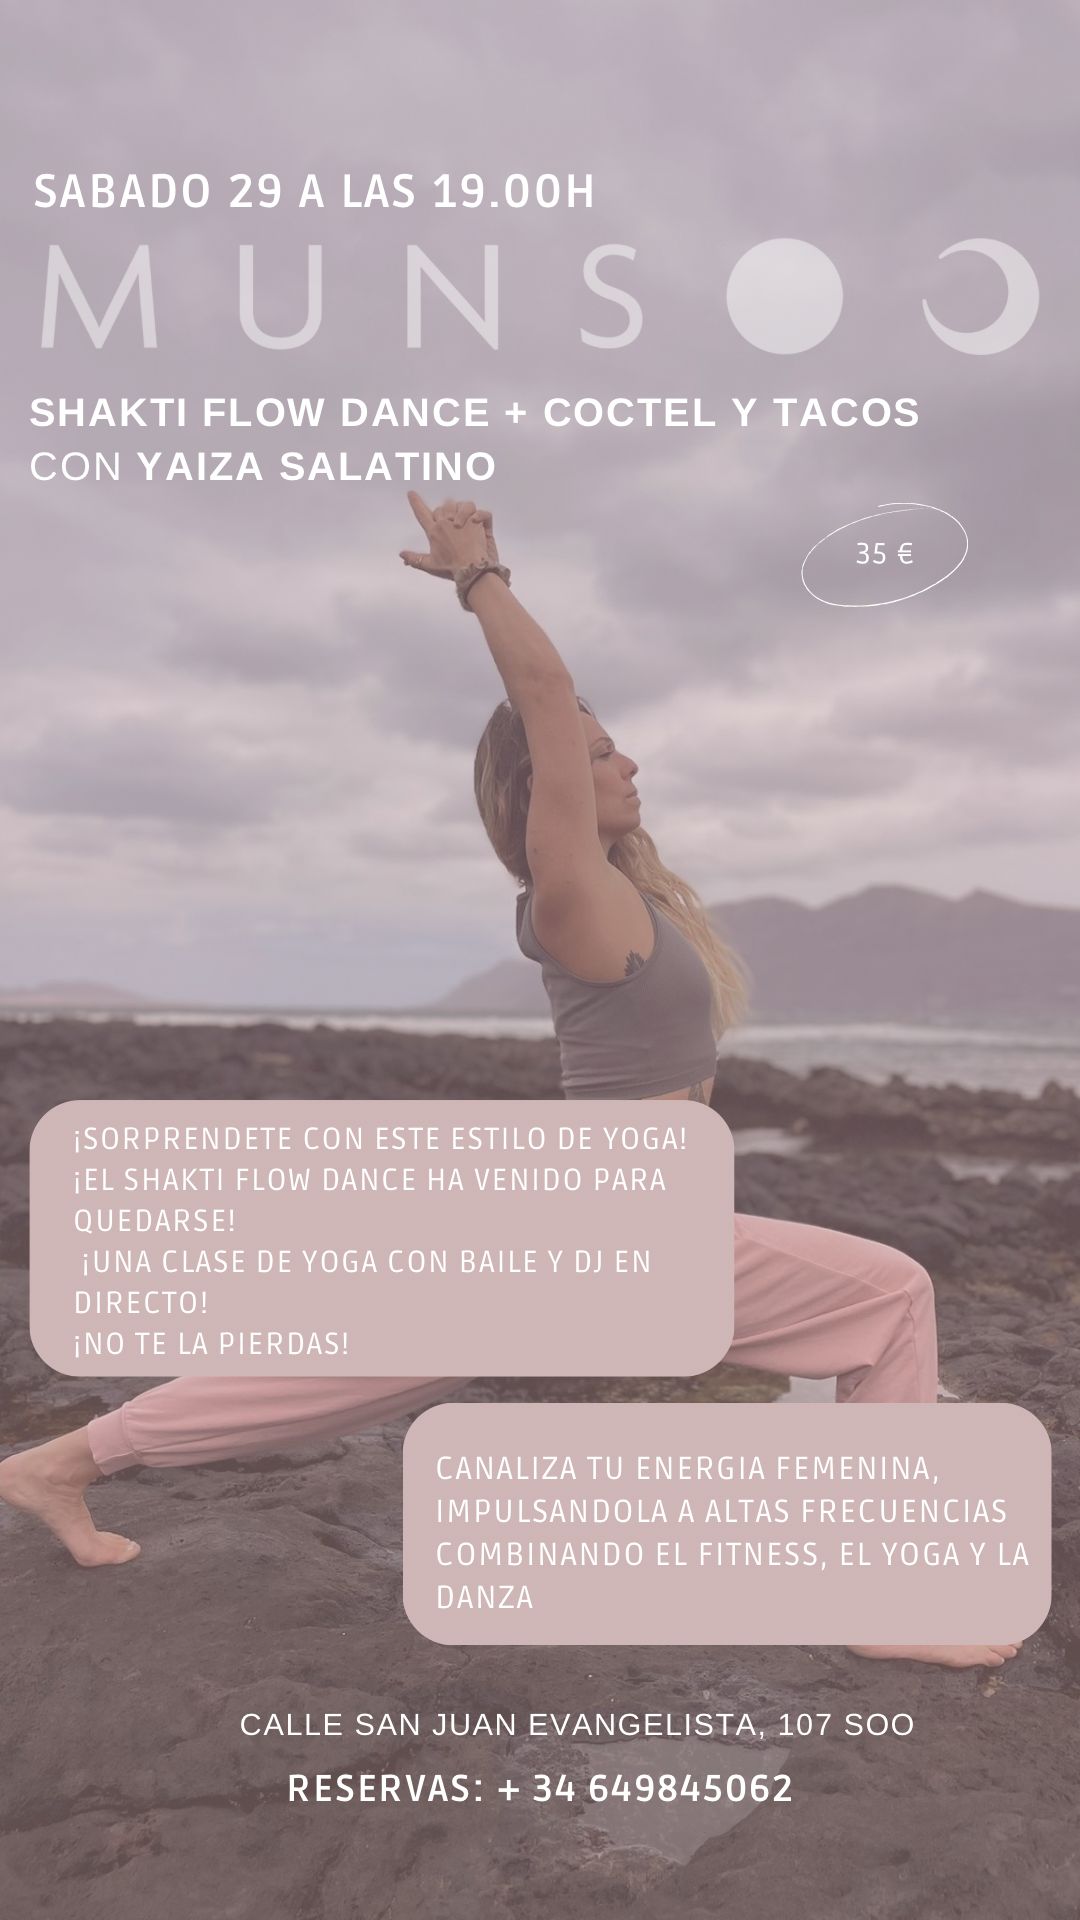 SABADO 29 A LAS 19.00H
MUNSOO
SHAKTI FLOW DANCE + COCTEL Y TACOS
CON YAIZA SALATINO
35 €
¡SORPRENDETE CON ESTE ESTILO DE YOGA!
¡EL SHAKTI FLOW DANCE HA VENIDO PARA
QUEDARSE!
¡UNA CLASE DE YOGA CON BAILE Y DJ EN
DIRECTO!
¡NO TE LA PIERDAS!
CANALIZA TU ENERGIA FEMENINA,
IMPULSANDOLA A ALTAS FRECUENCIAS
COMBINANDO EL FITNESS, EL YOGA Y LA
DANZA
CALLE SAN JUAN EVANGELISTA, 107 SOO
RESERVAS: + 34 649845062